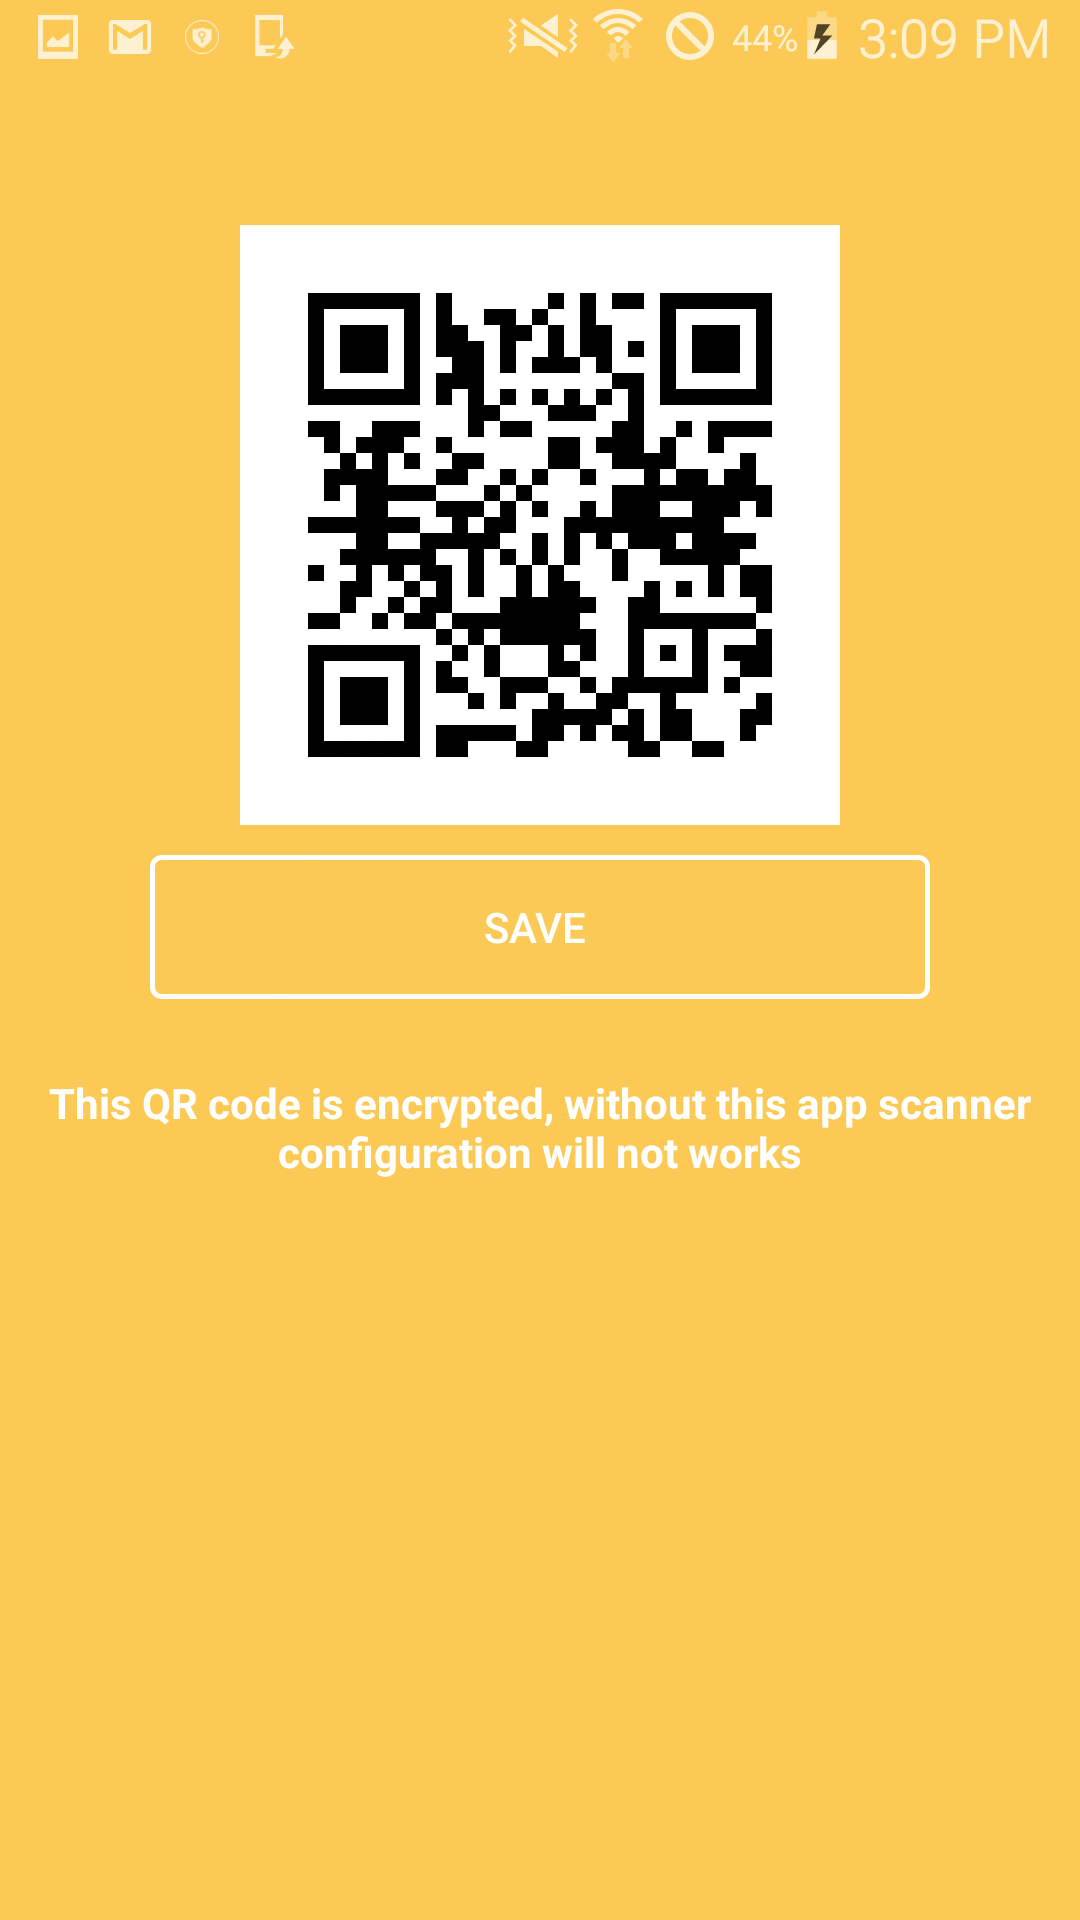 44% 3:09 PM
SAVE
This QR code is encrypted, without this app scanner
configuration will not works